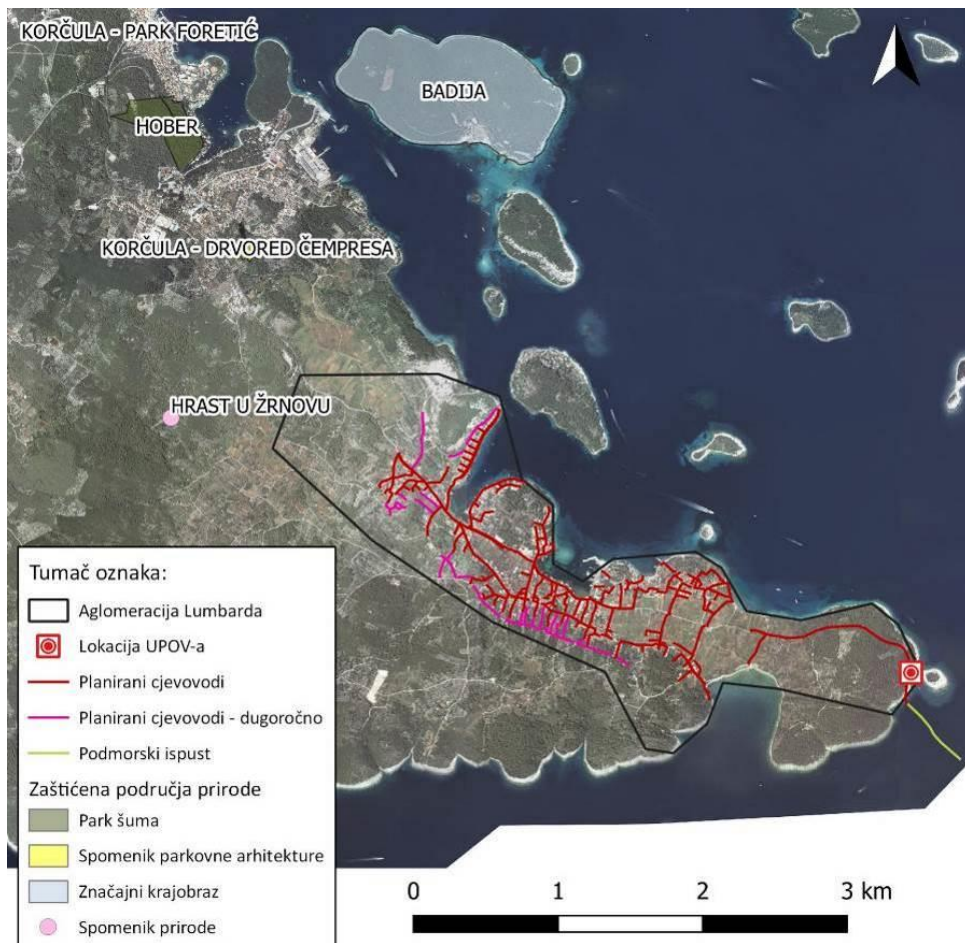 KORČULA - PARK FORETIĆ
BADIJA
HOBER
KORČULA - DRVORED ČEMPRESA
HRAST U ŽRNOVU
Tumač oznaka:
Aglomeracija Lumbarda
Lokacija UPOV-a
Planirani cjevovodi
Planirani cjevovodi - dugoročno
Podmorski ispust
Zaštićena područja prirode
Park šuma
Spomenik parkovne arhitekture
Značajni krajobraz
Spomenik prirode
0 1 2 3 km